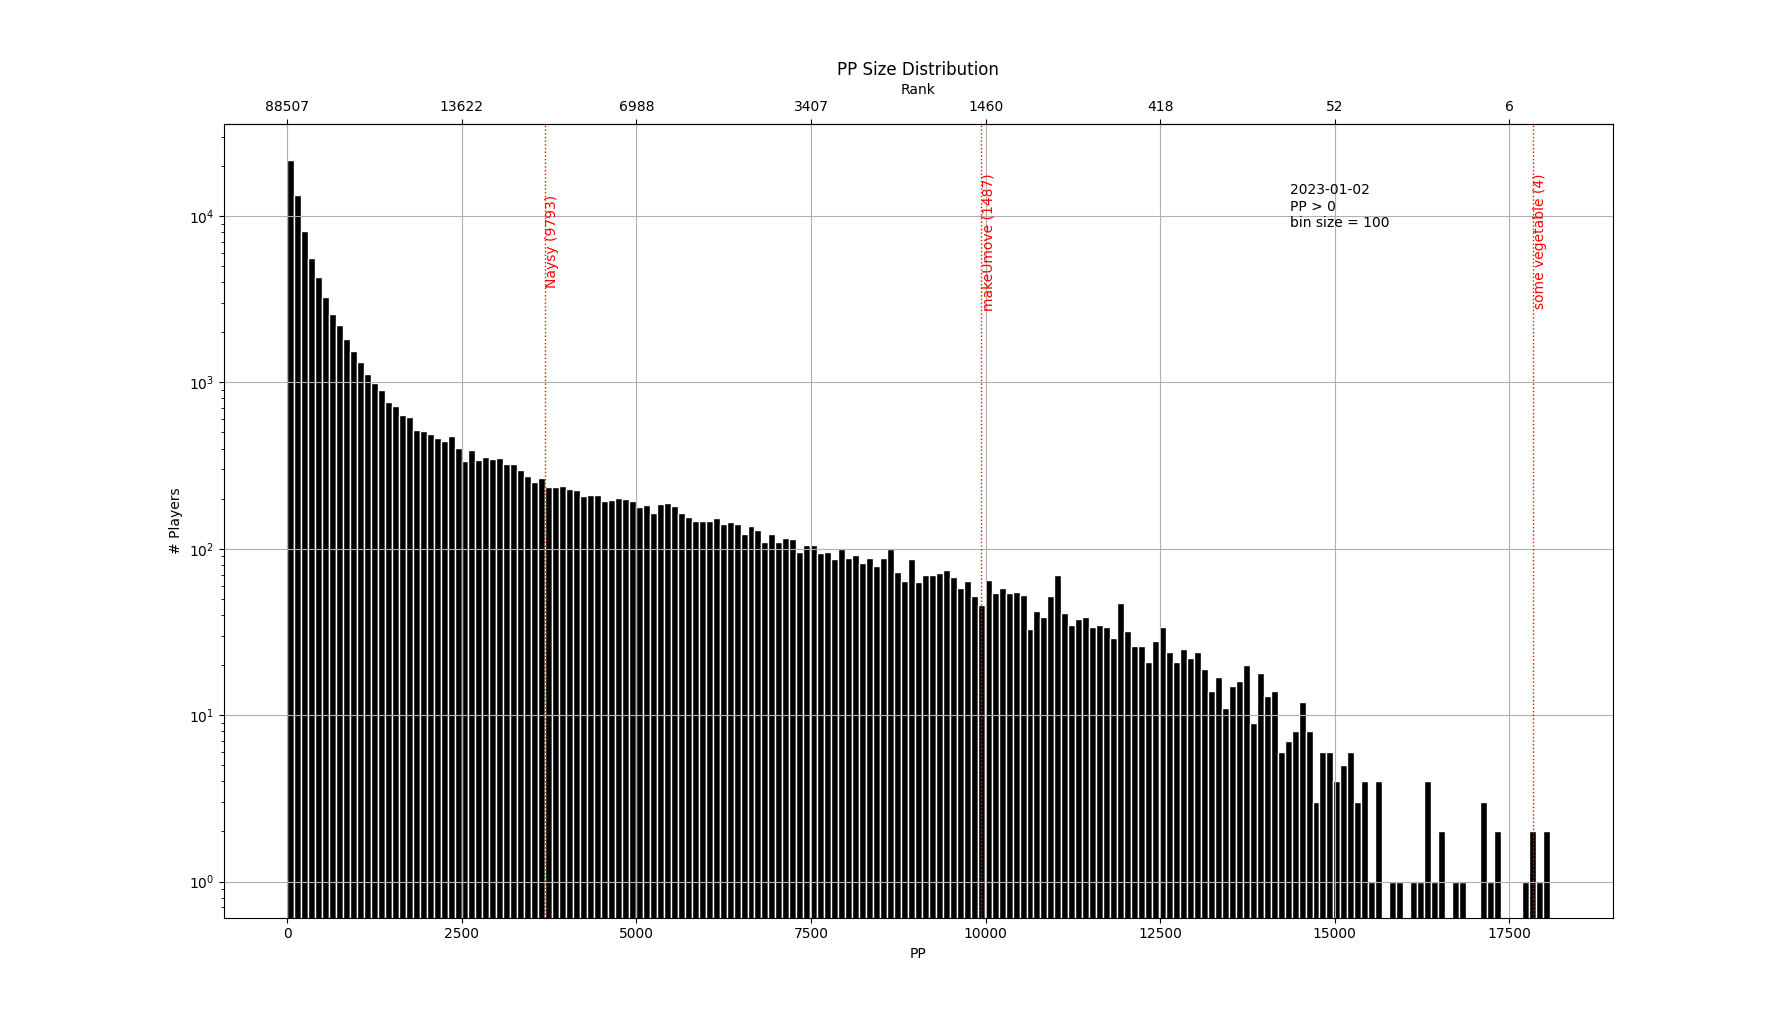 PP Size Distribution
Rank
88507 13622 6988 3407 1460 418 52 6
2023-01-02
PP > 0
bin size = 100
Naysy (9793)
makeUmove (1487)
some vegetable (4)
# Players
10⁴
10³
10²
10¹
10⁰
0 2500 5000 7500 10000 12500 15000 17500
PP